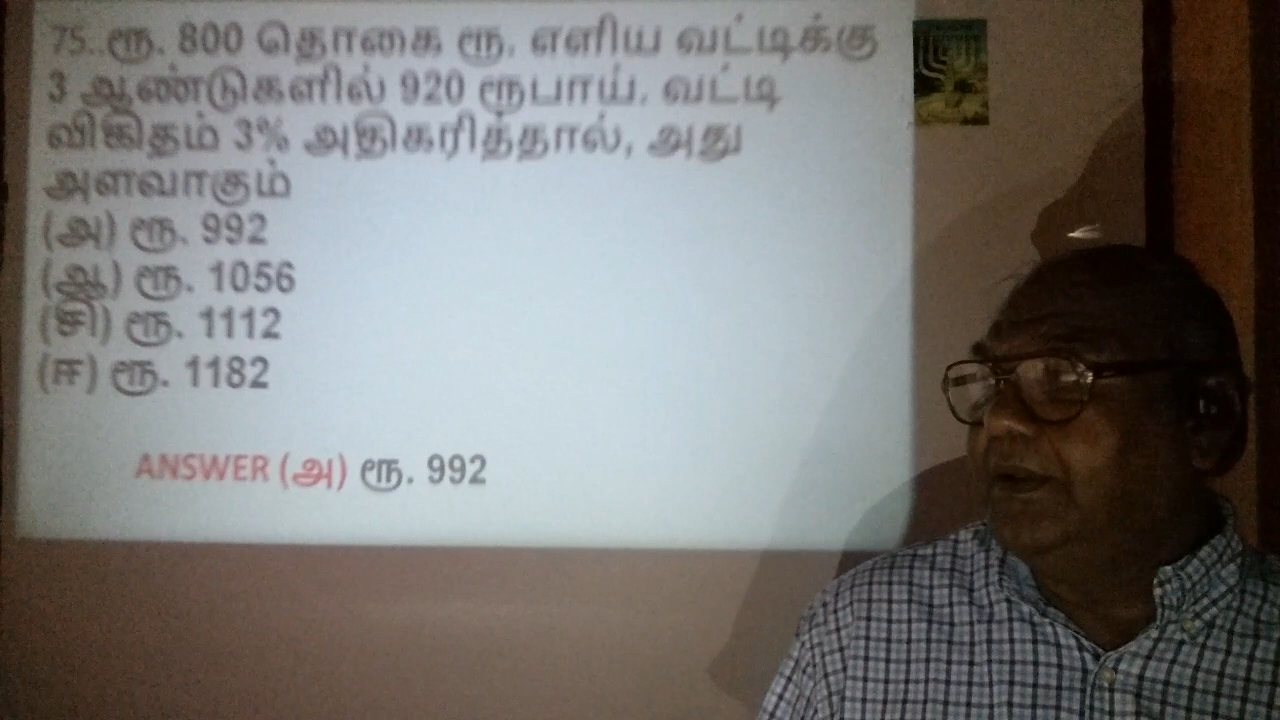 75..ரூ. 800 தொகை ரூ. எளிய வட்டிக்கு
3 ஆண்டுகளில் 920 ரூபாய். வட்டி
விகிதம் 3% அதிகரித்தால், அது
அளவாகும்
(அ) ரூ. 992
(ஆ) ரூ. 1056
(சி) ரூ. 1112
(ஈ) ரூ. 1182
ANSWER (அ) ரூ. 992